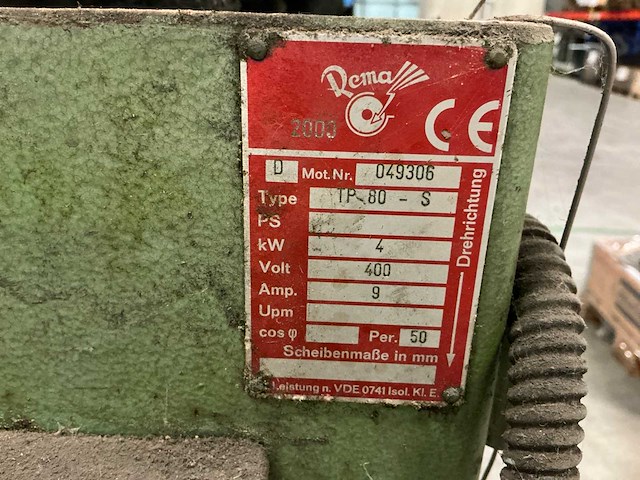 Rema
2000 CE
D Mot.Nr. 049306
Type TP 80 - S
PS
kW 4
Volt 400
Amp. 9
Upm
cos φ Per. 50
Scheibenmaße in mm
Leistung n. VDE 0741 Isol. Kl. E.
Drehrichtung